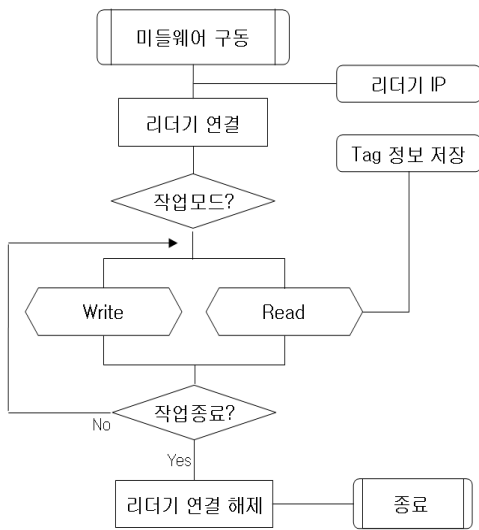 미들웨어 구동
리더기 IP
리더기 연결
Tag 정보 저장
작업모드?
Write
Read
작업종료?
No
Yes
리더기 연결 해제
종료